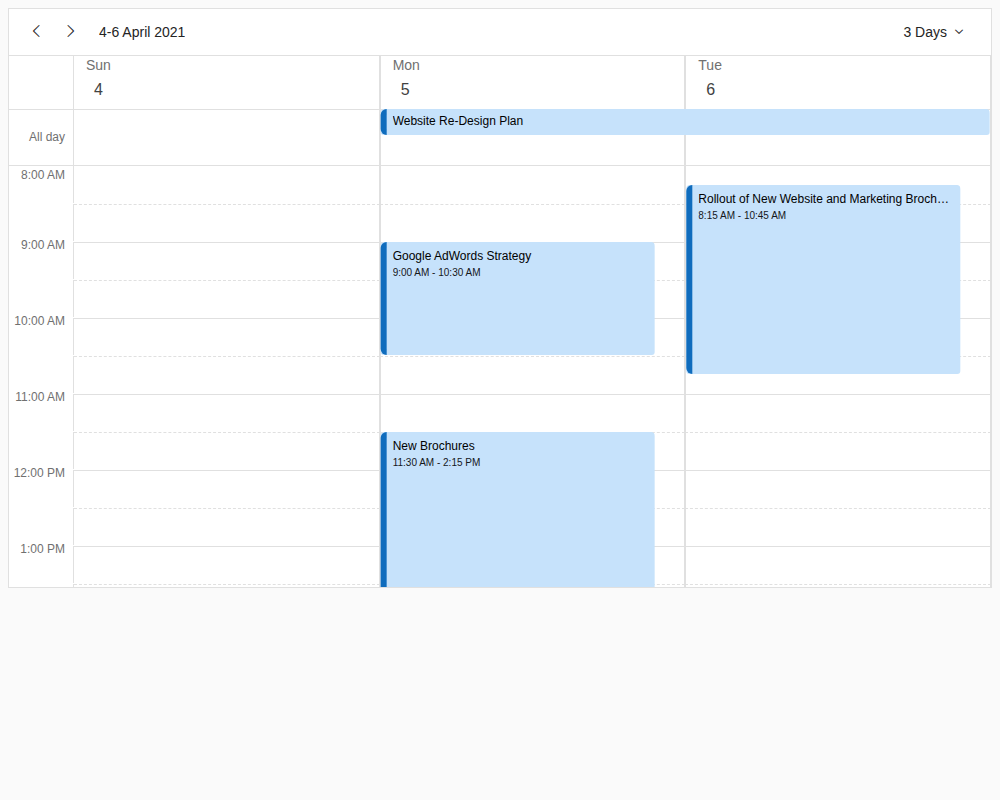 4-6 April 2021
3 Days
Sun
4
Mon
5
Tue
6
All day
Website Re-Design Plan
8:00 AM
Rollout of New Website and Marketing Broch…
8:15 AM - 10:45 AM
9:00 AM
Google AdWords Strategy
9:00 AM - 10:30 AM
10:00 AM
11:00 AM
New Brochures
11:30 AM - 2:15 PM
12:00 PM
1:00 PM